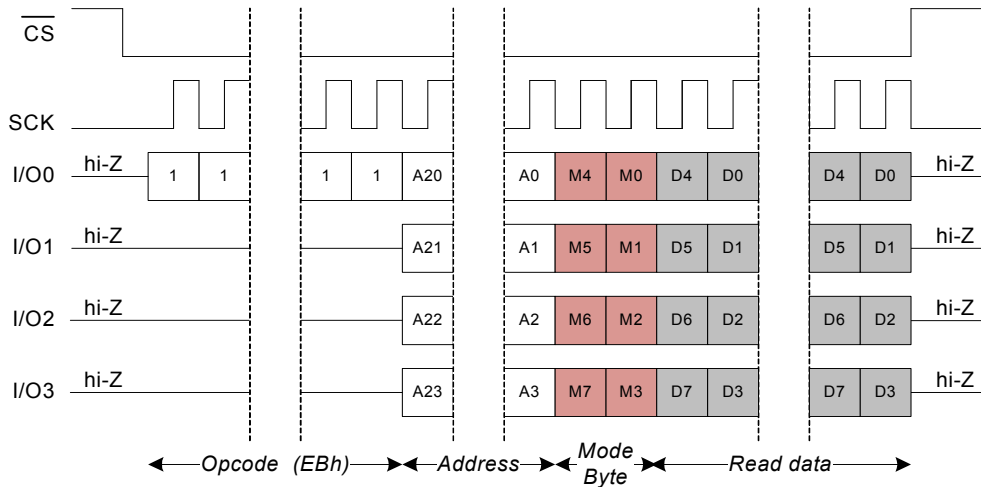 CS
SCK
I/O0 hi-Z 1 1 1 1 A20 A0 M4 M0 D4 D0 D4 D0 hi-Z
I/O1 hi-Z A21 A1 M5 M1 D5 D1 D5 D1 hi-Z
I/O2 hi-Z A22 A2 M6 M2 D6 D2 D6 D2 hi-Z
I/O3 hi-Z A23 A3 M7 M3 D7 D3 D7 D3 hi-Z
Opcode (EBh) Address Mode Byte Read data